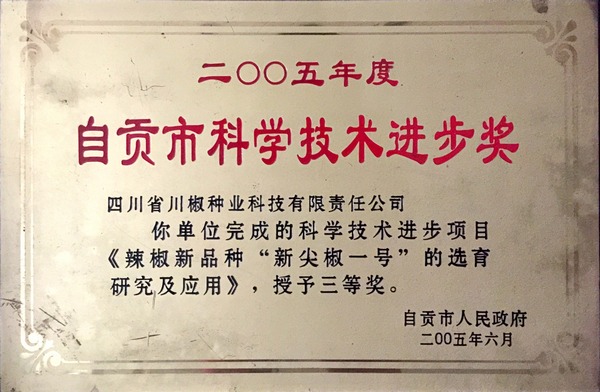 二〇〇五年度
自贡市科学技术进步奖
四川省川椒种业科技有限责任公司
你单位完成的科学技术进步项目
《辣椒新品种“新尖椒一号”的选育
研究及应用》，授予三等奖。
自贡市人民政府
二〇〇五年六月